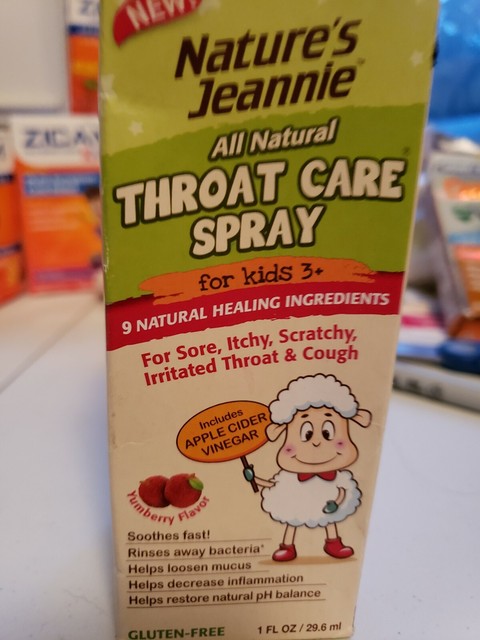 NEW!
Nature's
Jeannie™
All Natural
THROAT CARE®
SPRAY
for kids 3+
9 NATURAL HEALING INGREDIENTS
For Sore, Itchy, Scratchy,
Irritated Throat & Cough
Includes
APPLE CIDER
VINEGAR
Yumberry Flavor
Soothes fast!
Rinses away bacteria*
Helps loosen mucus
Helps decrease inflammation
Helps restore natural pH balance
GLUTEN-FREE
1 FL OZ / 29.6 ml
ZICA